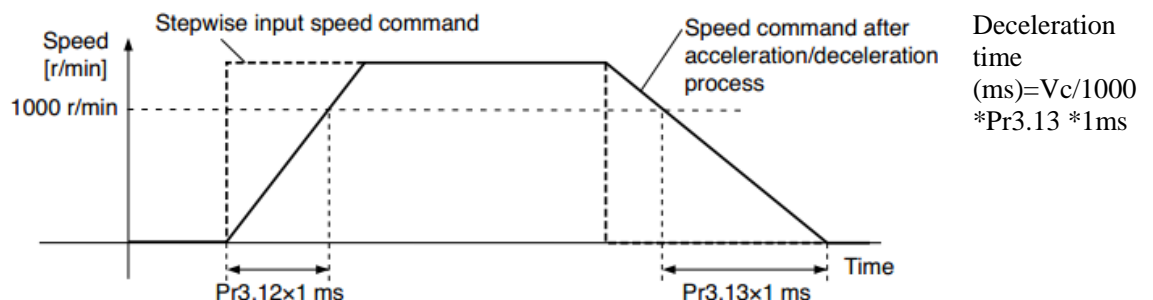 Stepwise input speed command
Speed
[r/min]
1000 r/min
Speed command after
acceleration/deceleration
process
Deceleration
time
(ms)=Vc/1000
*Pr3.13 *1ms
Time
Pr3.12×1 ms
Pr3.13×1 ms